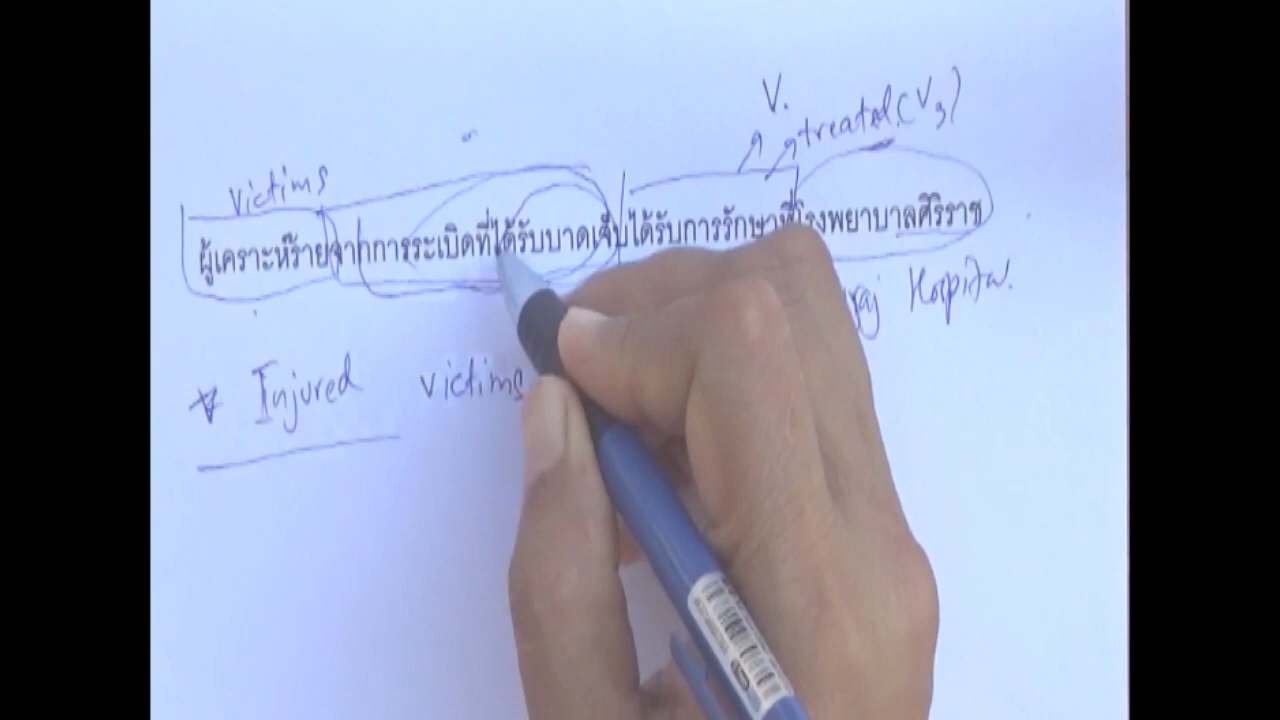 V.
treated (V3)
victims
ผู้เคราะห์ร้ายจากการระเบิดที่ได้รับบาดเจ็บได้รับการรักษาที่โรงพยาบาลศิริราช
Hospital.
Injured victims